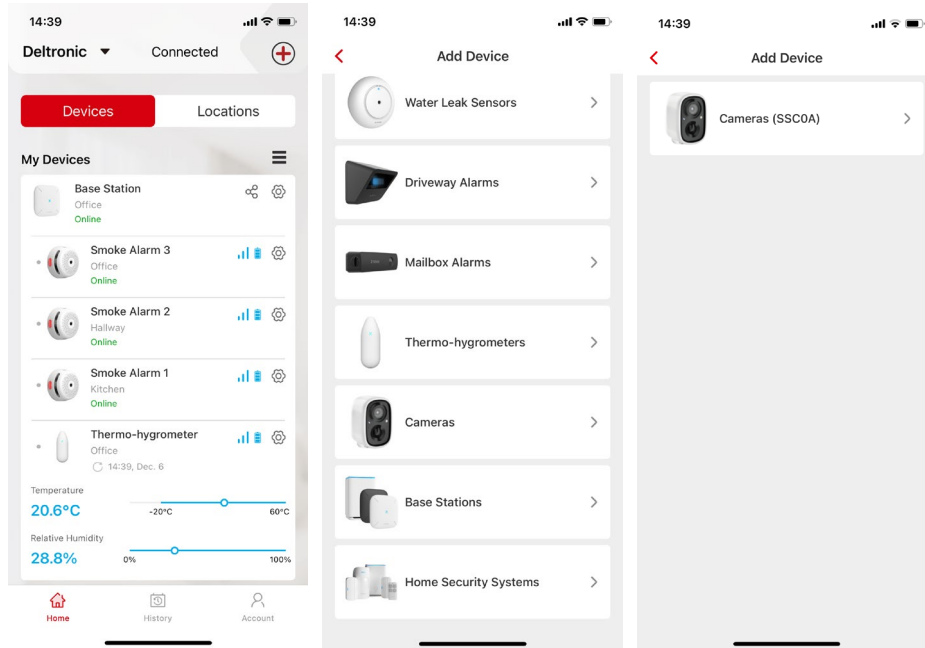 14:39
Deltronic
Connected
Devices
Locations
My Devices
Base Station
Office
Online
Smoke Alarm 3
Office
Online
Smoke Alarm 2
Hallway
Online
Smoke Alarm 1
Kitchen
Online
Thermo-hygrometer
Office
14:39, Dec. 6
Temperature
20.6°C
-20°C
60°C
Relative Humidity
28.8%
0%
100%
Home
History
Account
14:39
Add Device
Water Leak Sensors
Driveway Alarms
Mailbox Alarms
Thermo-hygrometers
Cameras
Base Stations
Home Security Systems
14:39
Add Device
Cameras (SSC0A)